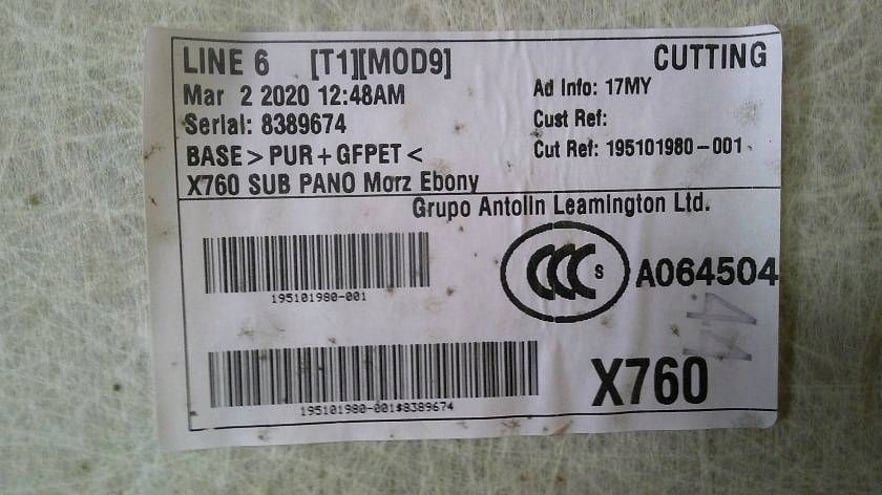 LINE 6 [T1][MOD9] CUTTING
Mar 2 2020 12:48AM Ad Info: 17MY
Serial: 8389674 Cust Ref:
BASE > PUR + GFPET < Cut Ref: 195101980-001
X760 SUB PANO Morz Ebony
Grupo Antolin Leamington Ltd.
CCC S A064504
195101980-001
X760
195101980-001#8389674